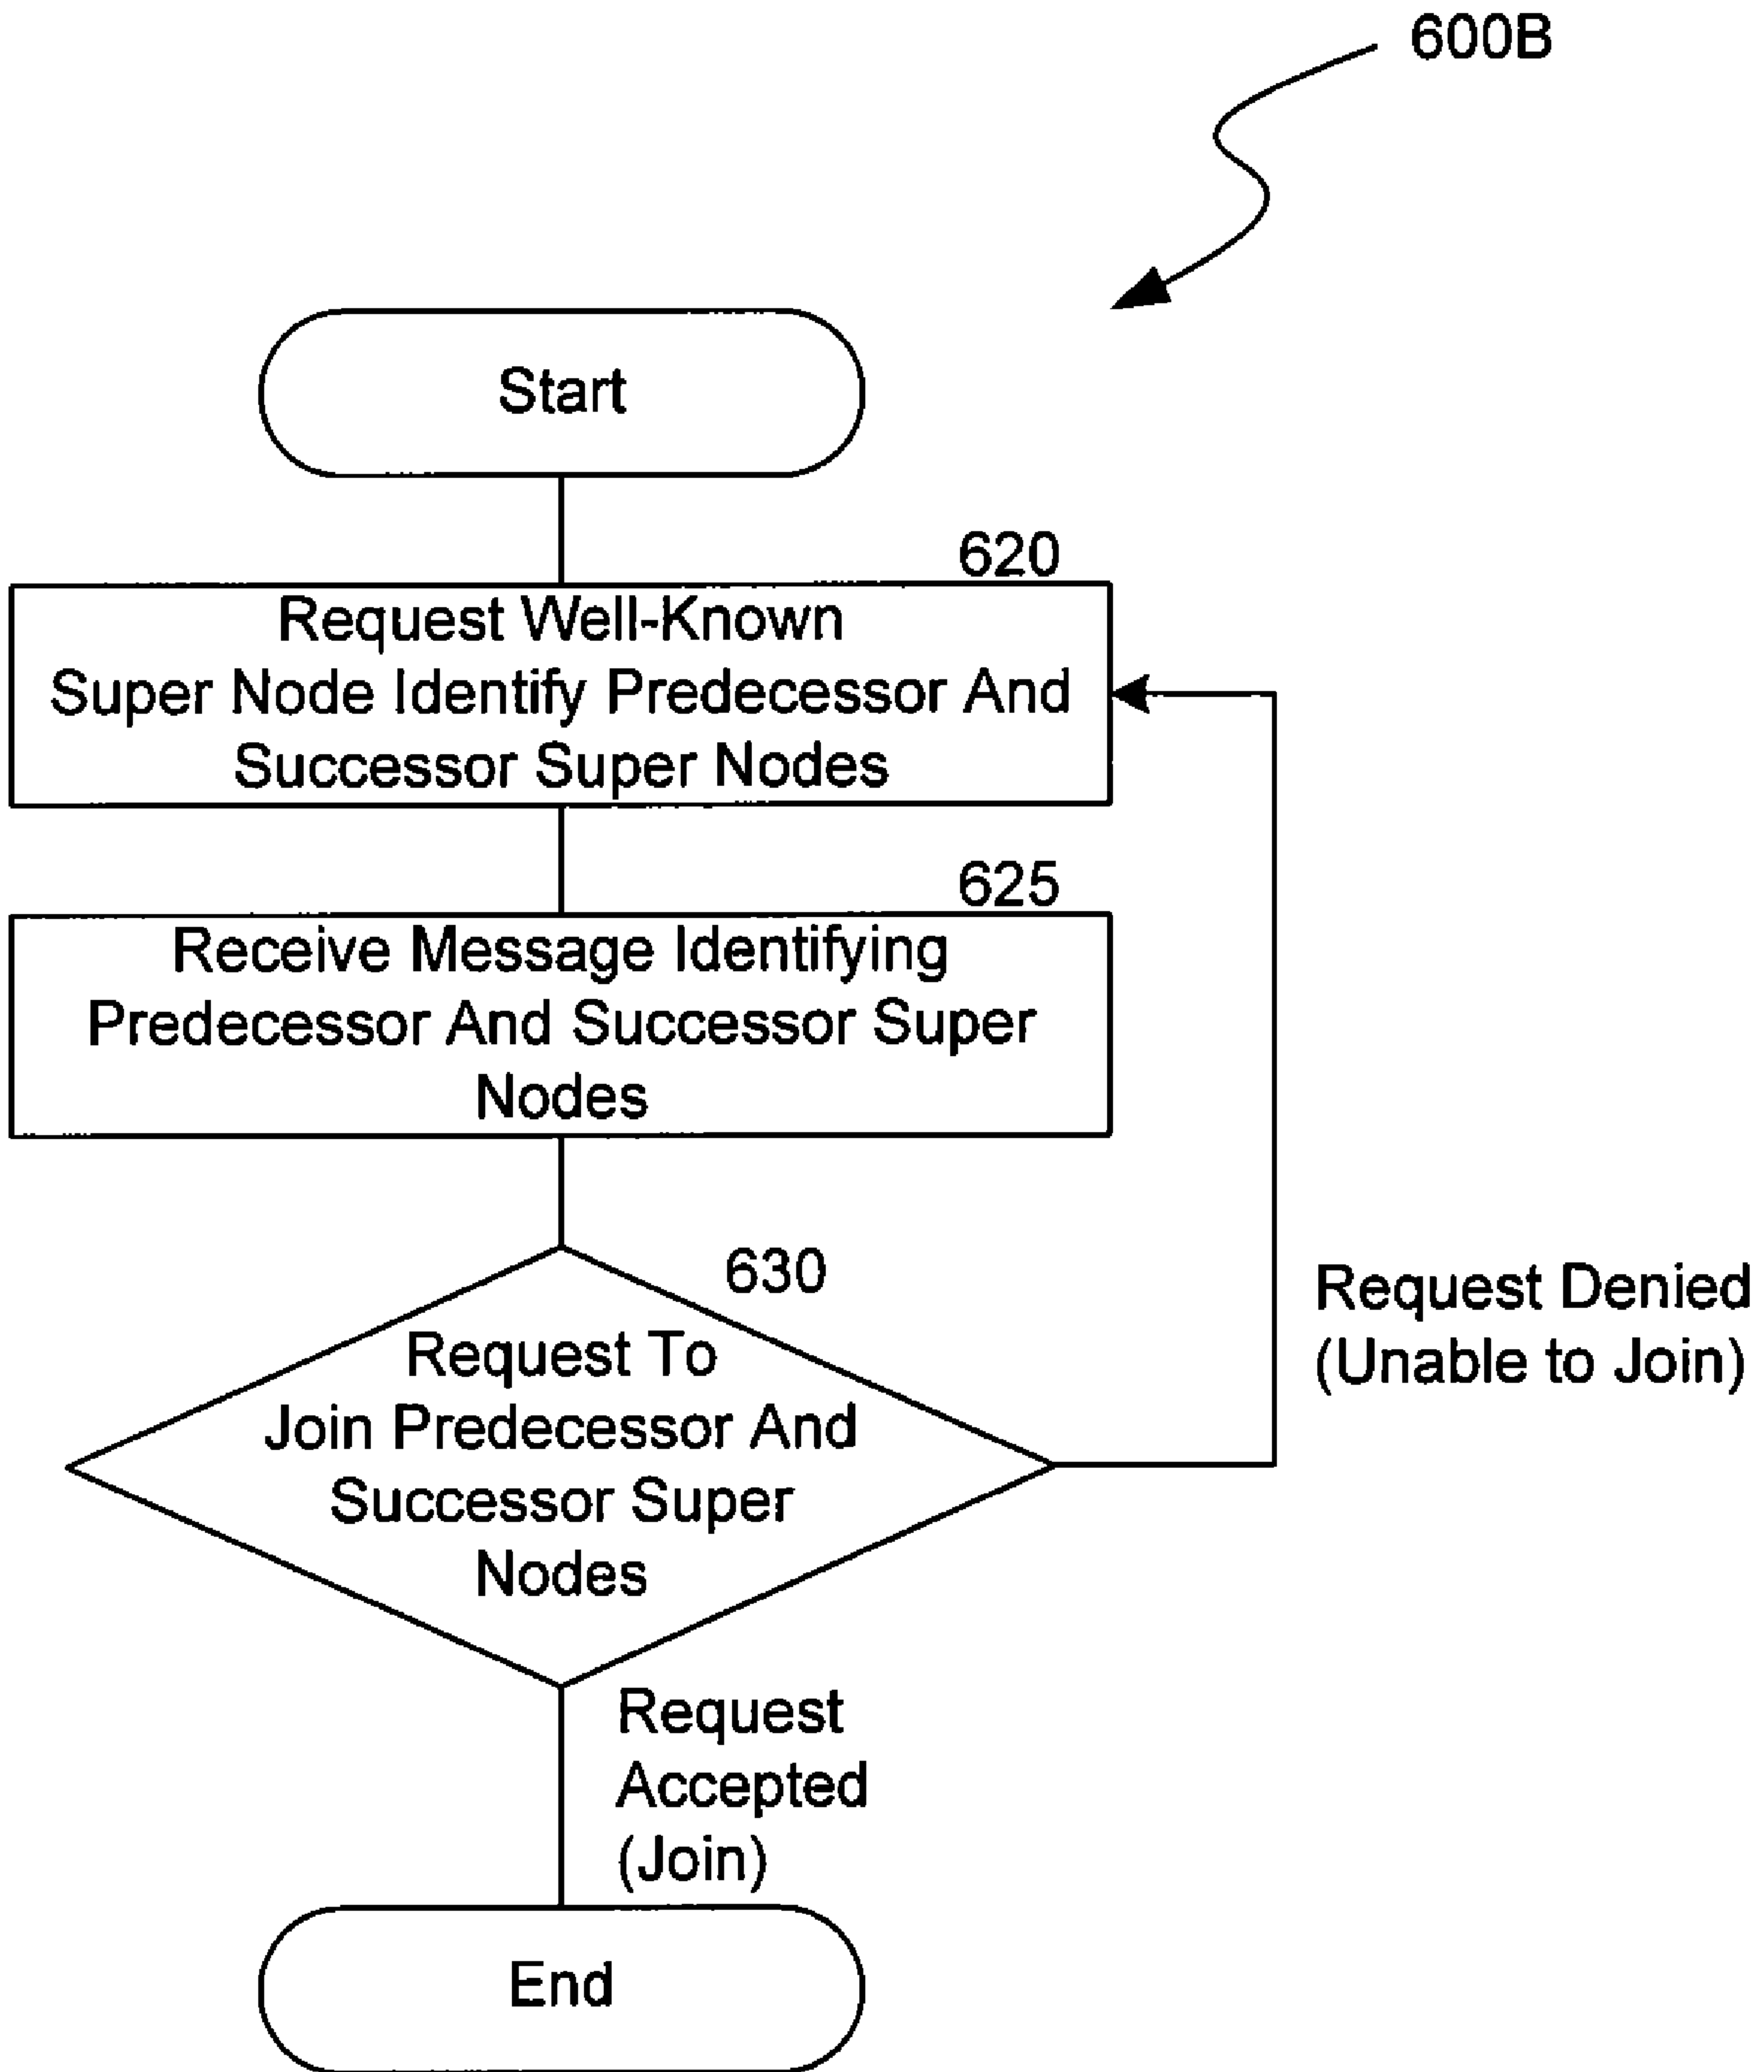 600B
Start
620
Request Well-Known
Super Node Identify Predecessor And
Successor Super Nodes
625
Receive Message Identifying
Predecessor And Successor Super
Nodes
630
Request To
Join Predecessor And
Successor Super
Nodes
Request Denied
(Unable to Join)
Request
Accepted
(Join)
End